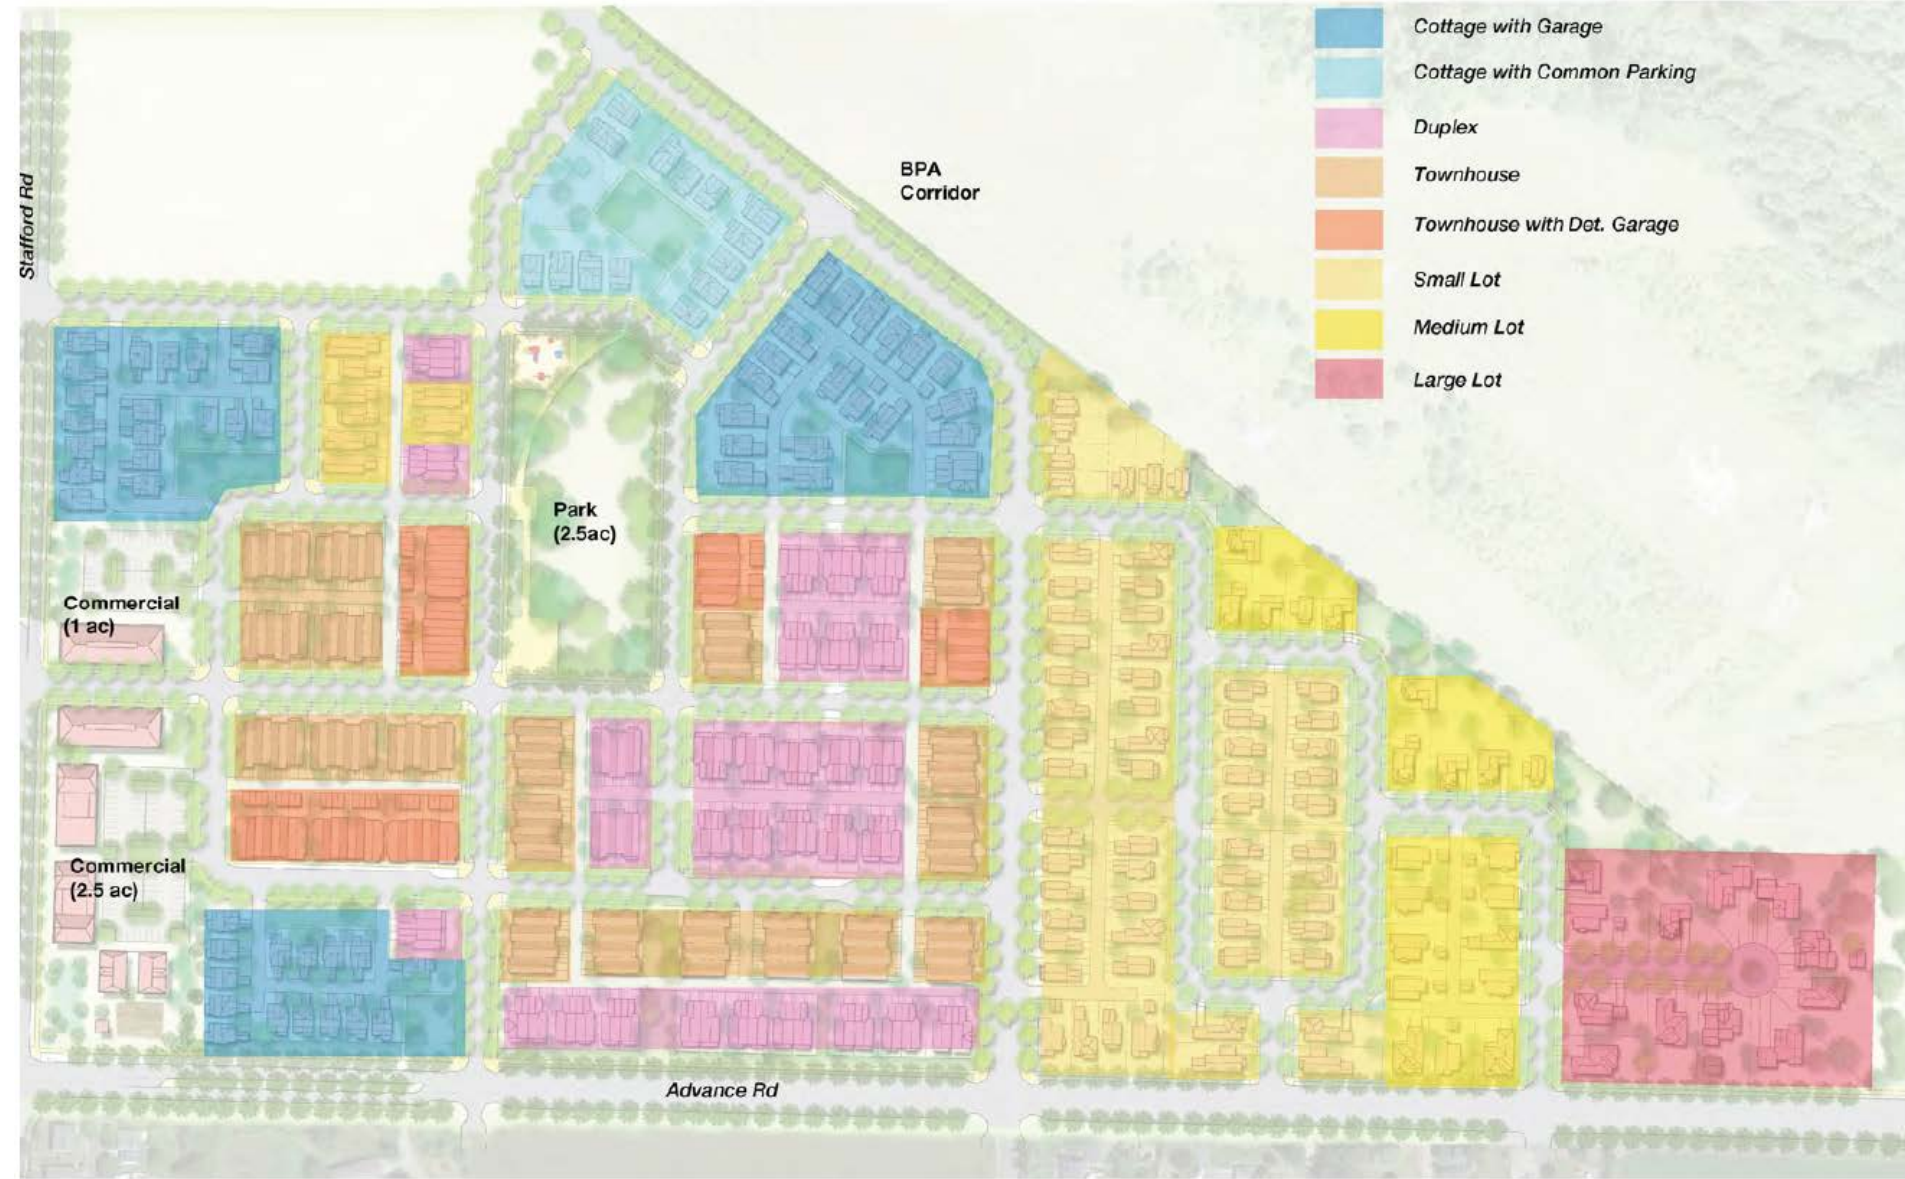 Cottage with Garage
Cottage with Common Parking
Duplex
Townhouse
Townhouse with Det. Garage
Small Lot
Medium Lot
Large Lot
BPA
Corridor
Stafford Rd
Park
(2.5ac)
Commercial
(1 ac)
Commercial
(2.5 ac)
Advance Rd